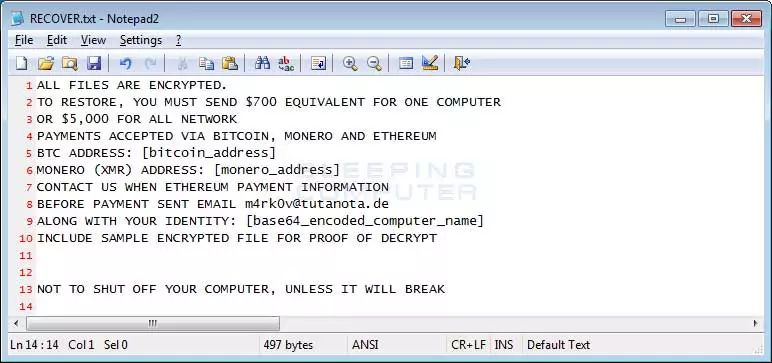 RECOVER.txt - Notepad2
File Edit View Settings ?
1 ALL FILES ARE ENCRYPTED.
2 TO RESTORE, YOU MUST SEND $700 EQUIVALENT FOR ONE COMPUTER
3 OR $5,000 FOR ALL NETWORK
4 PAYMENTS ACCEPTED VIA BITCOIN, MONERO AND ETHEREUM
5 BTC ADDRESS: [bitcoin_address]
6 MONERO (XMR) ADDRESS: [monero_address]
7 CONTACT US WHEN ETHEREUM PAYMENT INFORMATION
8 BEFORE PAYMENT SENT EMAIL m4rk0v@tutanota.de
9 ALONG WITH YOUR IDENTITY: [base64_encoded_computer_name]
10 INCLUDE SAMPLE ENCRYPTED FILE FOR PROOF OF DECRYPT
11
12
13 NOT TO SHUT OFF YOUR COMPUTER, UNLESS IT WILL BREAK
14
BLEEPING
COMPUTER
Ln 14 : 14 Col 1 Sel 0 497 bytes ANSI CR+LF INS Default Text